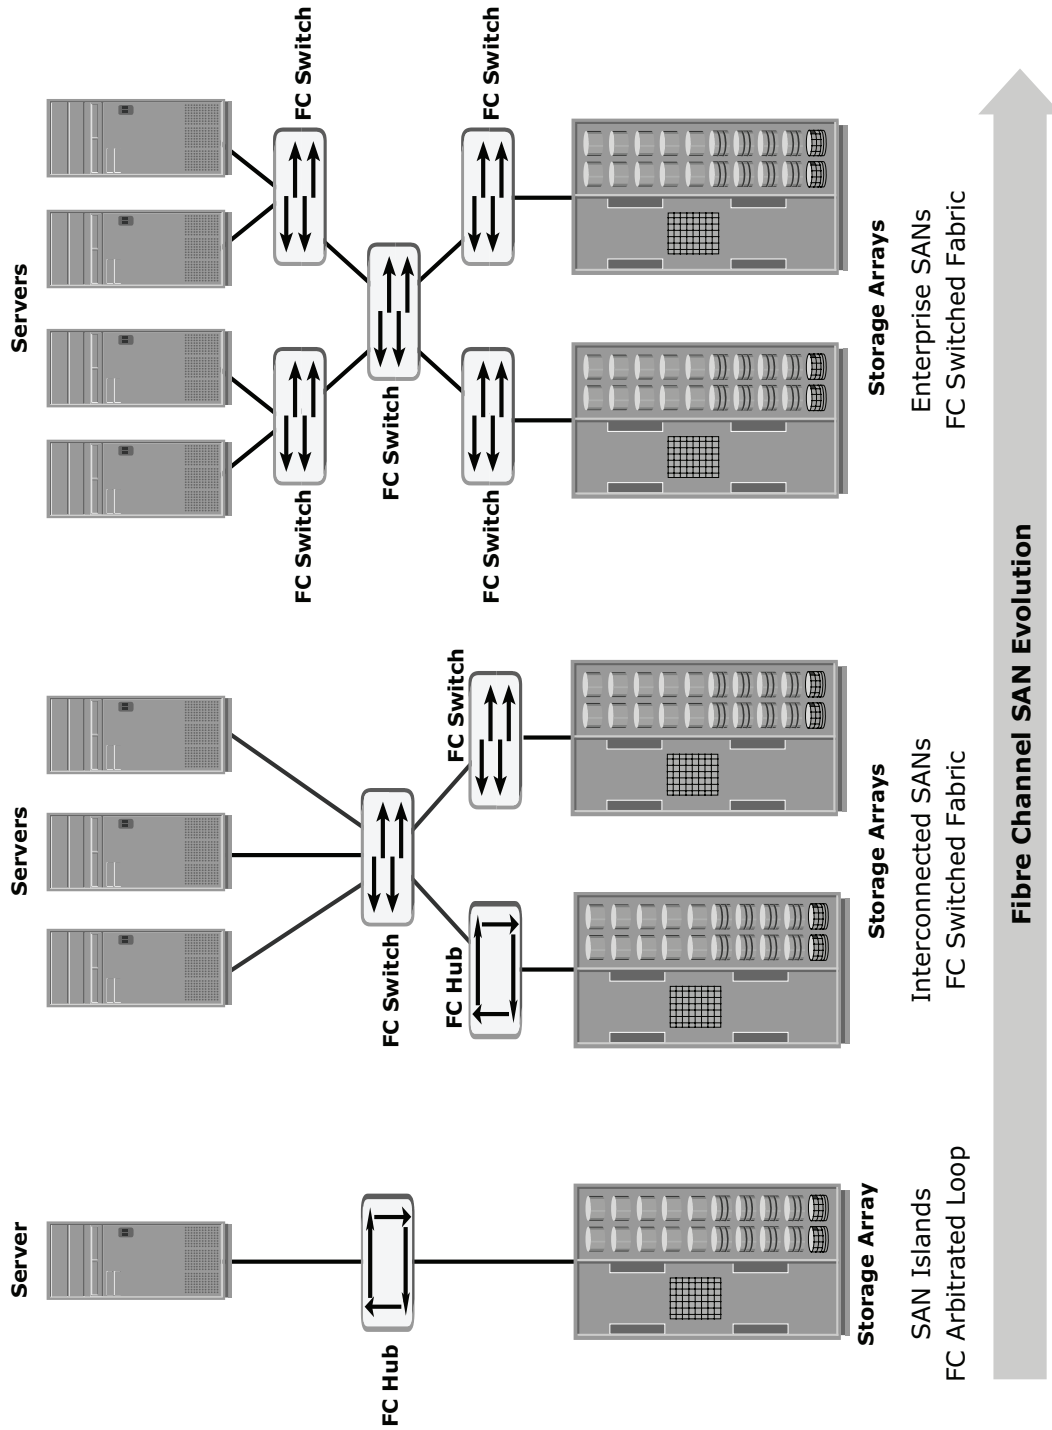 Server
FC Hub
Storage Array
SAN Islands
FC Arbitrated Loop
Servers
FC Switch
FC Hub
FC Switch
Storage Arrays
Interconnected SANs
FC Switched Fabric
Servers
FC Switch
FC Switch
FC Switch
FC Switch
FC Switch
Storage Arrays
Enterprise SANs
FC Switched Fabric
Fibre Channel SAN Evolution